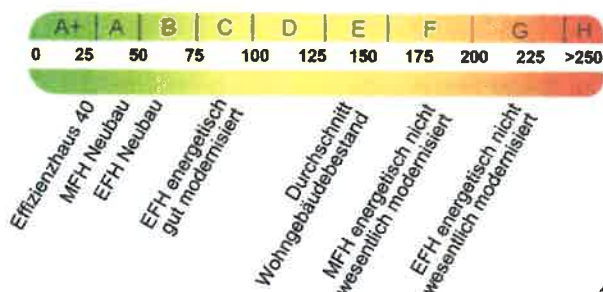 A+ A B C D E F G H
0 25 50 75 100 125 150 175 200 225 >250
Effizienzhaus 40
MFH Neubau
EFH Neubau
EFH energetisch
gut modernisiert
Durchschnitt
Wohngebäudebestand
MFH energetisch nicht
wesentlich modernisiert
EFH energetisch nicht
wesentlich modernisiert